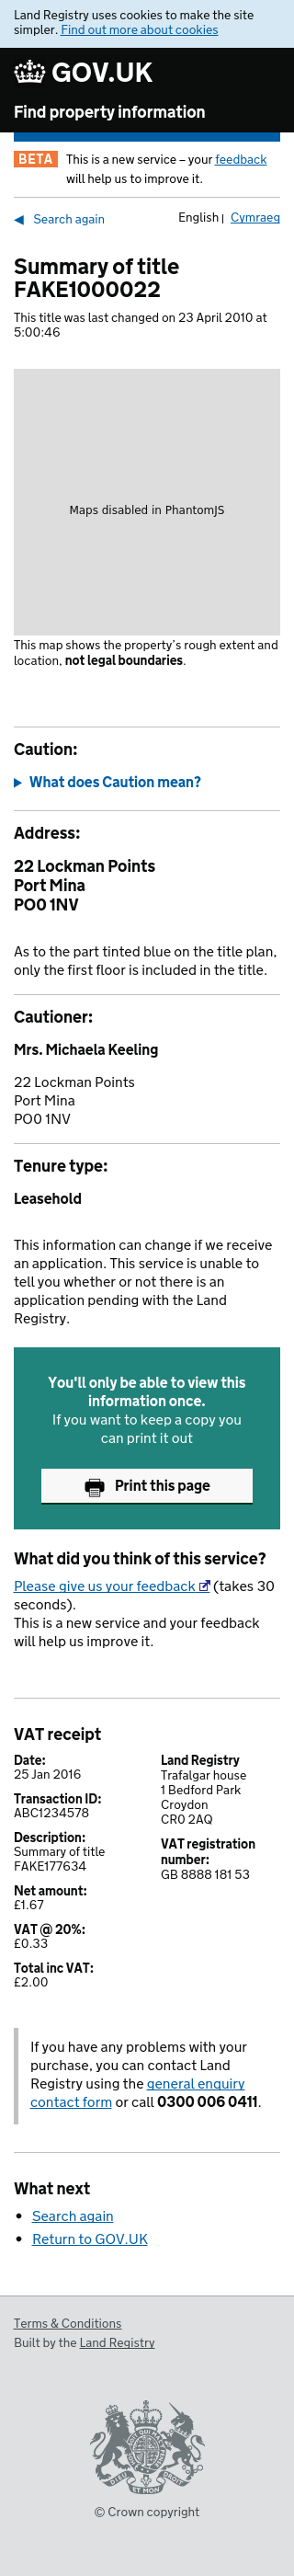 Land Registry uses cookies to make the site
simpler. Find out more about cookies
GOV.UK
Find property information
BETA This is a new service – your feedback
will help us to improve it.
◀ Search again English | Cymraeg
Summary of title
FAKE1000022
This title was last changed on 23 April 2010 at
5:00:46
Maps disabled in PhantomJS
This map shows the property's rough extent and
location, not legal boundaries.
Caution:
▶ What does Caution mean?
Address:
22 Lockman Points
Port Mina
PO0 1NV
As to the part tinted blue on the title plan,
only the first floor is included in the title.
Cautioner:
Mrs. Michaela Keeling
22 Lockman Points
Port Mina
PO0 1NV
Tenure type:
Leasehold
This information can change if we receive
an application. This service is unable to
tell you whether or not there is an
application pending with the Land
Registry.
You'll only be able to view this
information once.
If you want to keep a copy you
can print it out
Print this page
What did you think of this service?
Please give us your feedback (takes 30
seconds).
This is a new service and your feedback
will help us improve it.
VAT receipt
Date:
25 Jan 2016
Transaction ID:
ABC1234578
Description:
Summary of title
FAKE177634
Net amount:
£1.67
VAT @ 20%:
£0.33
Total inc VAT:
£2.00
Land Registry
Trafalgar house
1 Bedford Park
Croydon
CR0 2AQ
VAT registration
number:
GB 8888 181 53
If you have any problems with your
purchase, you can contact Land
Registry using the general enquiry
contact form or call 0300 006 0411.
What next
• Search again
• Return to GOV.UK
Terms & Conditions
Built by the Land Registry
DIEU ET MON DROIT
© Crown copyright